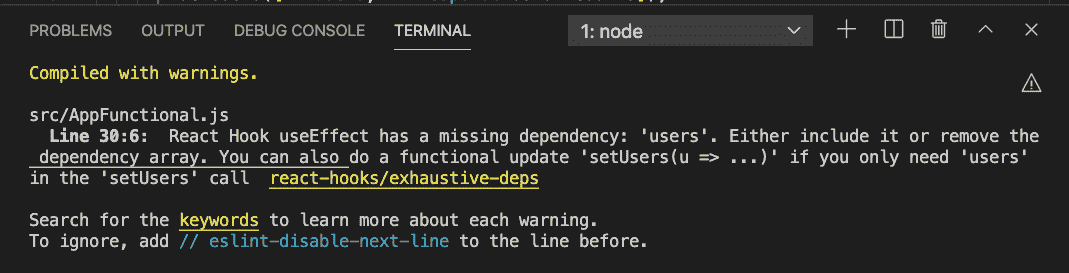 PROBLEMS OUTPUT DEBUG CONSOLE TERMINAL 1: node
Compiled with warnings.
src/AppFunctional.js
Line 30:6: React Hook useEffect has a missing dependency: 'users'. Either include it or remove the
dependency array. You can also do a functional update 'setUsers(u => ...)' if you only need 'users'
in the 'setUsers' call react-hooks/exhaustive-deps
Search for the keywords to learn more about each warning.
To ignore, add // eslint-disable-next-line to the line before.